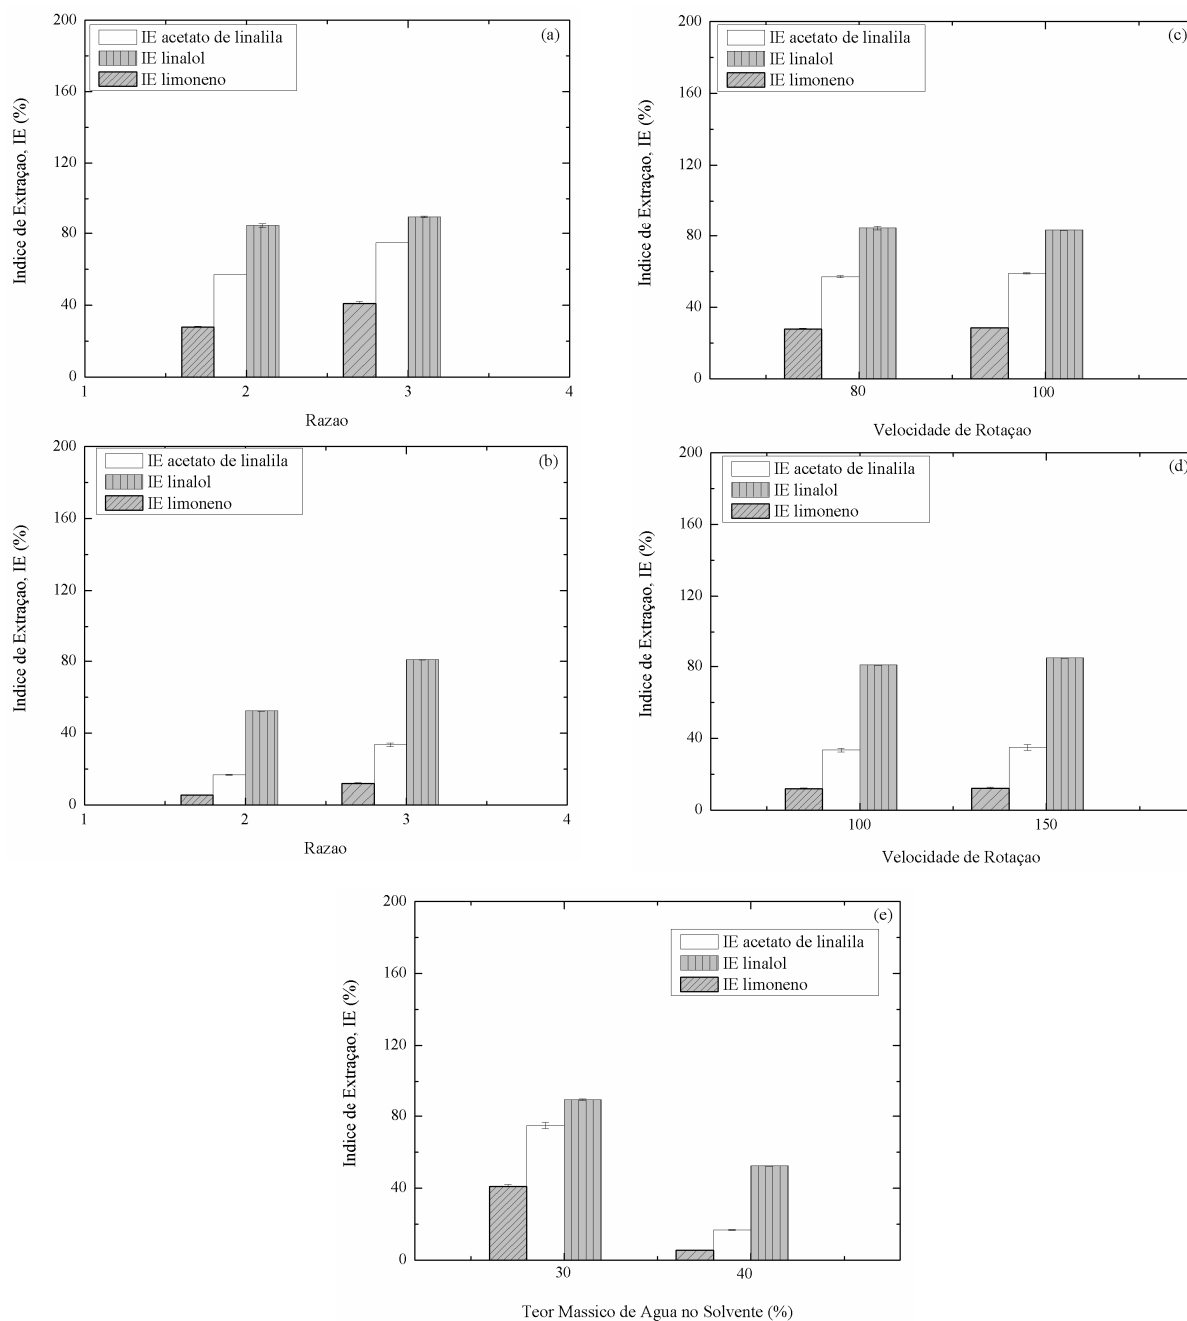 200
160
120
80
40
0
Indice de Extraçao, IE (%)
IE acetato de linalila
IE linalol
IE limoneno
(a)
1
2
3
4
Razao
200
160
120
80
40
0
Indice de Extraçao, IE (%)
IE acetato de linalila
IE linalol
IE limoneno
(c)
80
100
Velocidade de Rotaçao
200
160
120
80
40
0
Indice de Extraçao, IE (%)
IE acetato de linalila
IE linalol
IE limoneno
(b)
1
2
3
4
Razao
200
160
120
80
40
0
Indice de Extraçao, IE (%)
IE acetato de linalila
IE linalol
IE limoneno
(d)
100
150
Velocidade de Rotaçao
200
160
120
80
40
0
Indice de Extraçao, IE (%)
(e)
IE acetato de linalila
IE linalol
IE limoneno
30
40
Teor Massico de Agua no Solvente (%)